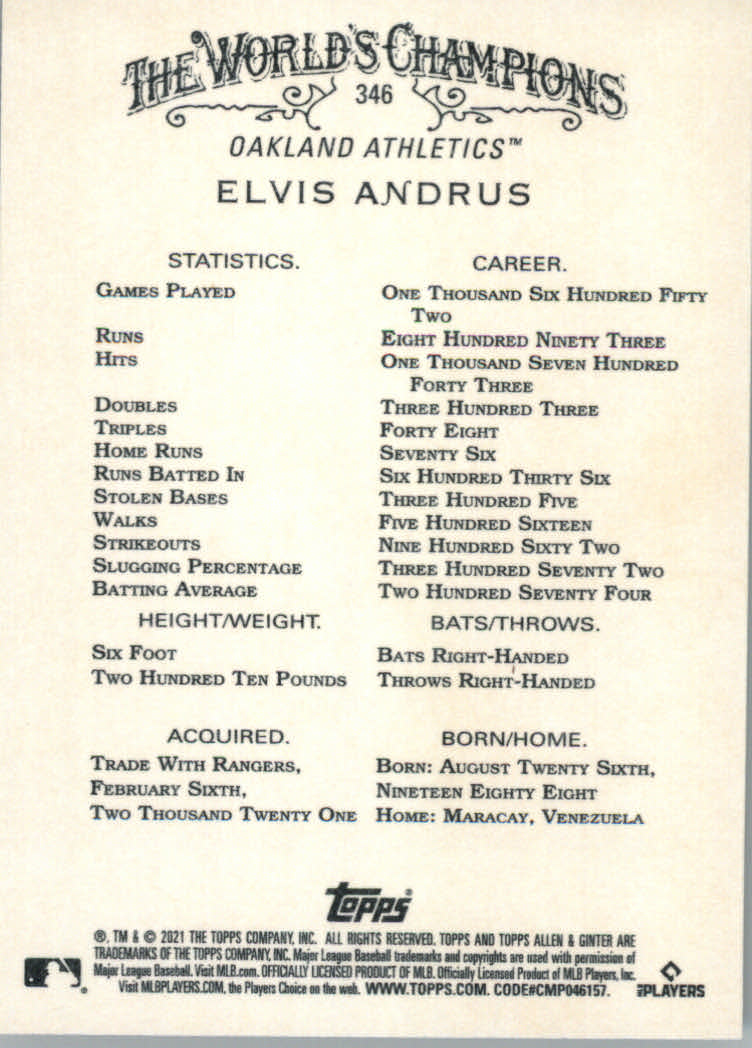 THE WORLD'S CHAMPIONS
346
OAKLAND ATHLETICS™
ELVIS ANDRUS
STATISTICS. CAREER.
GAMES PLAYED ONE THOUSAND SIX HUNDRED FIFTY
TWO
RUNS EIGHT HUNDRED NINETY THREE
HITS ONE THOUSAND SEVEN HUNDRED
FORTY THREE
DOUBLES THREE HUNDRED THREE
TRIPLES FORTY EIGHT
HOME RUNS SEVENTY SIX
RUNS BATTED IN SIX HUNDRED THIRTY SIX
STOLEN BASES THREE HUNDRED FIVE
WALKS FIVE HUNDRED SIXTEEN
STRIKEOUTS NINE HUNDRED SIXTY TWO
SLUGGING PERCENTAGE THREE HUNDRED SEVENTY TWO
BATTING AVERAGE TWO HUNDRED SEVENTY FOUR
HEIGHT/WEIGHT. BATS/THROWS.
SIX FOOT BATS RIGHT-HANDED
TWO HUNDRED TEN POUNDS THROWS RIGHT-HANDED
ACQUIRED. BORN/HOME.
TRADE WITH RANGERS, BORN: AUGUST TWENTY SIXTH,
FEBRUARY SIXTH, NINETEEN EIGHTY EIGHT
TWO THOUSAND TWENTY ONE HOME: MARACAY, VENEZUELA
Topps®
®, TM & © 2021 THE TOPPS COMPANY, INC. ALL RIGHTS RESERVED. TOPPS AND TOPPS ALLEN & GINTER ARE
TRADEMARKS OF THE TOPPS COMPANY, INC. Major League Baseball trademarks and copyrights are used with permission of
Major League Baseball. Visit MLB.com. OFFICIALLY LICENSED PRODUCT OF MLB. Officially Licensed Product of MLB Players, Inc.
Visit MLBPLAYERS.COM, the Players Choice on the web. WWW.TOPPS.COM. CODE#CMP046157.
PLAYERS